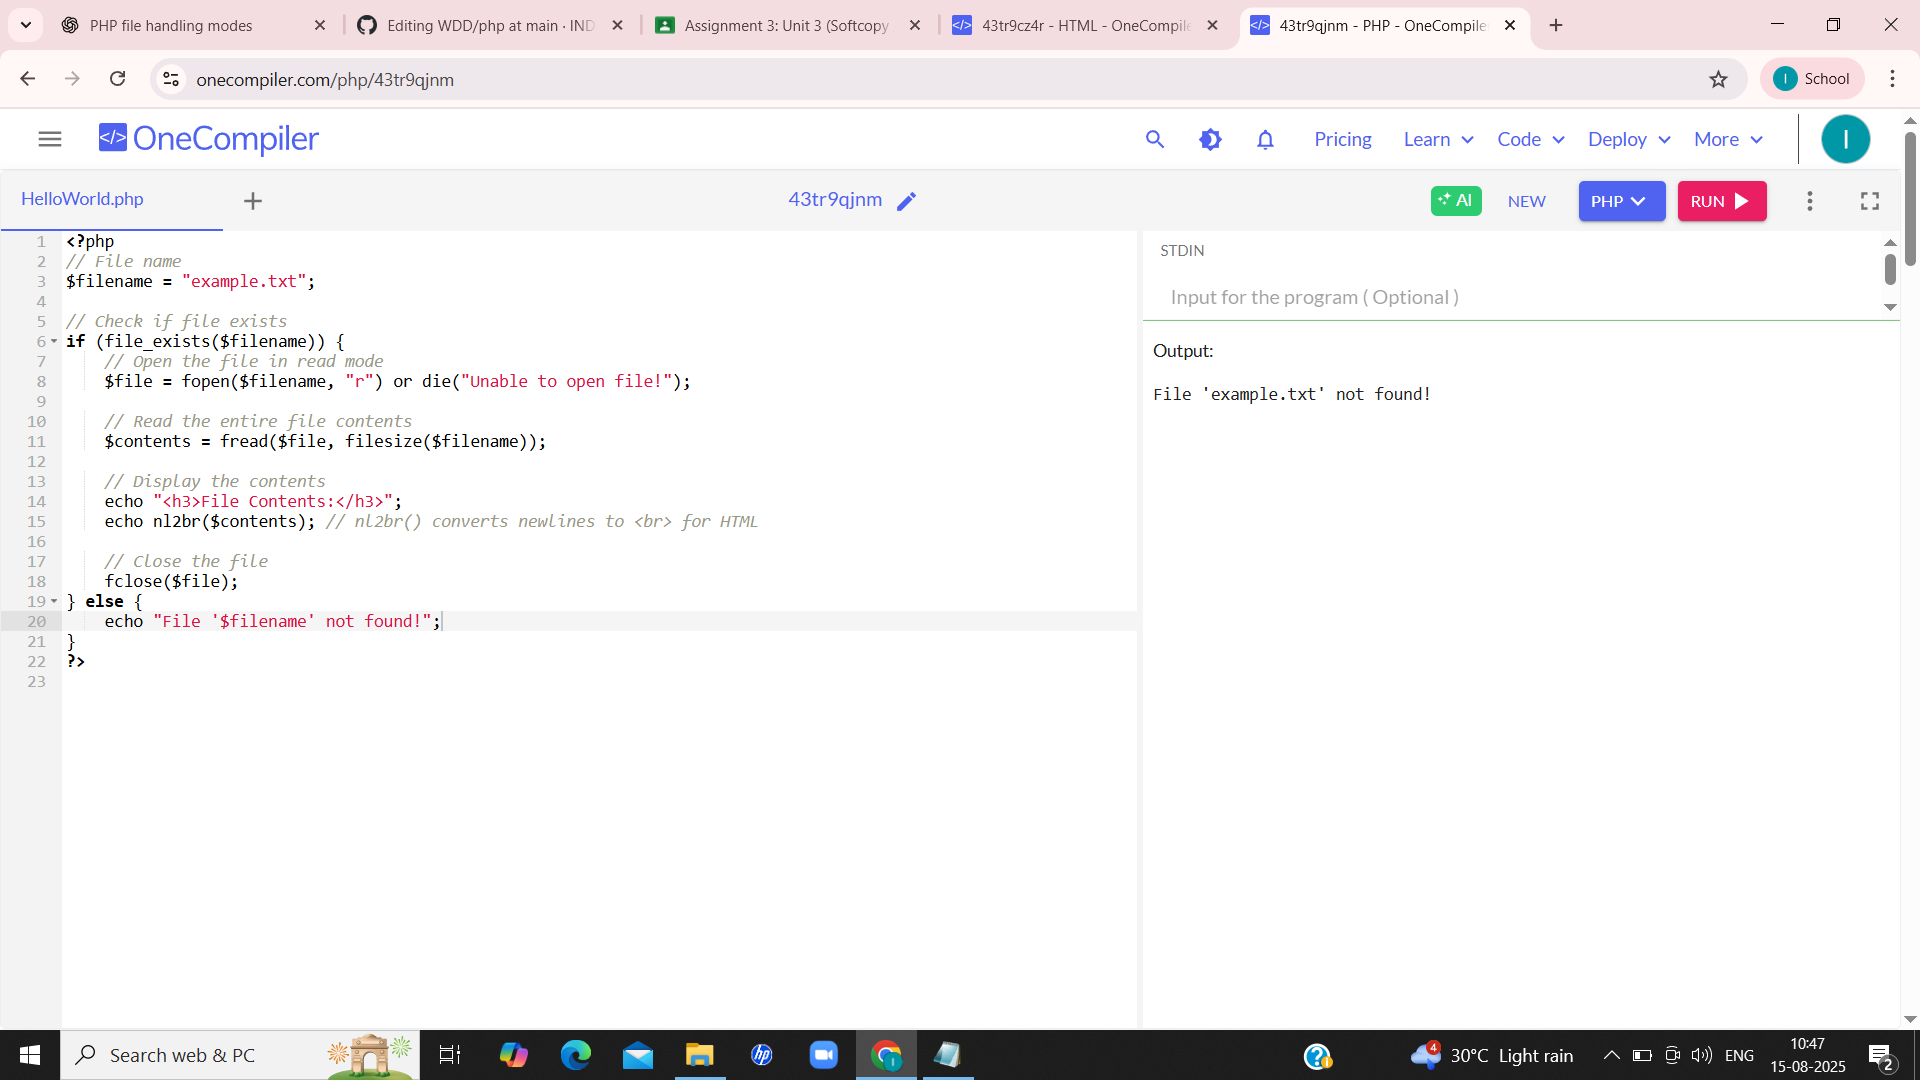 PHP file handling modes
Editing WDD/php at main · IND
Assignment 3: Unit 3 (Softcopy
43tr9cz4r - HTML - OneCompile
43tr9qjnm - PHP - OneCompile
onecompiler.com/php/43tr9qjnm
I School
</> OneCompiler
Pricing
Learn
Code
Deploy
More
I
HelloWorld.php
43tr9qjnm
AI
NEW
PHP
RUN
1 <?php
2 // File name
3 $filename = "example.txt";
4
5 // Check if file exists
6 if (file_exists($filename)) {
7 // Open the file in read mode
8 $file = fopen($filename, "r") or die("Unable to open file!");
9
10 // Read the entire file contents
11 $contents = fread($file, filesize($filename));
12
13 // Display the contents
14 echo "<h3>File Contents:</h3>";
15 echo nl2br($contents); // nl2br() converts newlines to <br> for HTML
16
17 // Close the file
18 fclose($file);
19 } else {
20 echo "File '$filename' not found!";
21 }
22 ?>
23
STDIN
Input for the program ( Optional )
Output:
File 'example.txt' not found!
Search web & PC
hp
4
30°C Light rain
ENG
10:47
15-08-2025
2